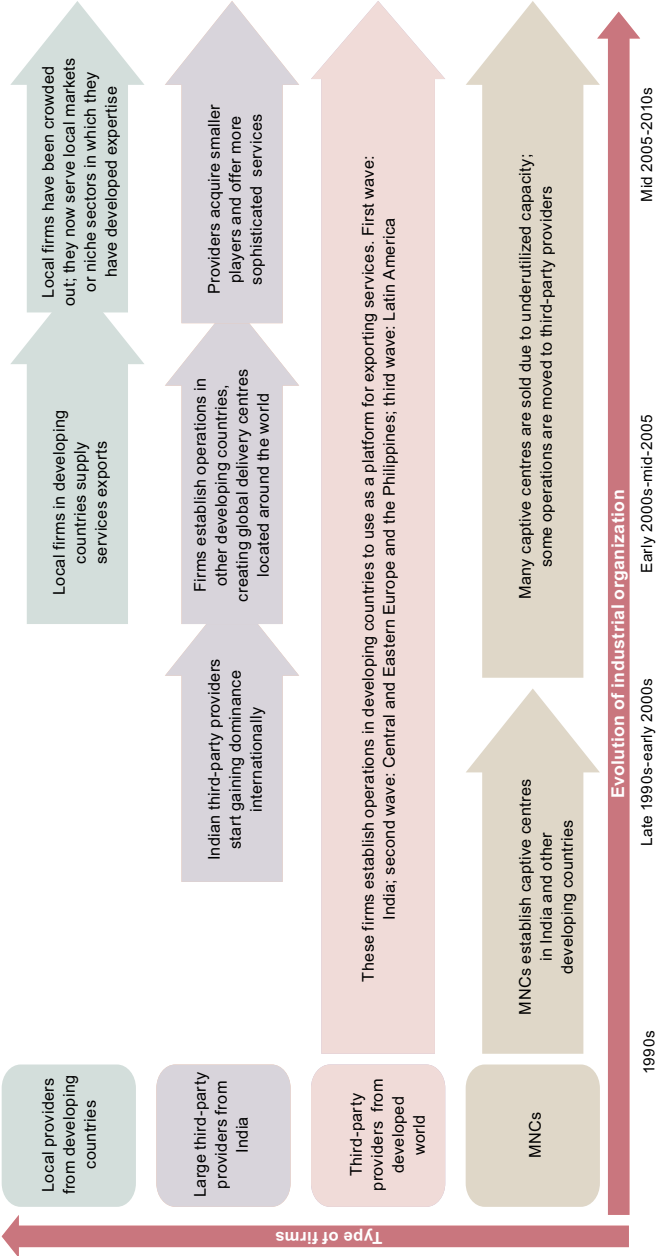 Type of firms
Local providers
from developing
countries
Local firms in developing
countries supply
services exports
Local firms have been crowded
out; they now serve local markets
or niche sectors in which they
have developed expertise
Large third-party
providers from
India
Indian third-party providers
start gaining dominance
internationally
Firms establish operations in
other developing countries,
creating global delivery centres
located around the world
Providers acquire smaller
players and offer more
sophisticated services
Third-party
providers from
developed
world
These firms establish operations in developing countries to use as a platform for exporting services. First wave:
India; second wave: Central and Eastern Europe and the Philippines; third wave: Latin America
MNCs
MNCs establish captive centres
in India and other
developing countries
Many captive centres are sold due to underutilized capacity;
some operations are moved to third-party providers
Evolution of industrial organization
1990s
Late 1990s-early 2000s
Early 2000s-mid-2005
Mid 2005-2010s